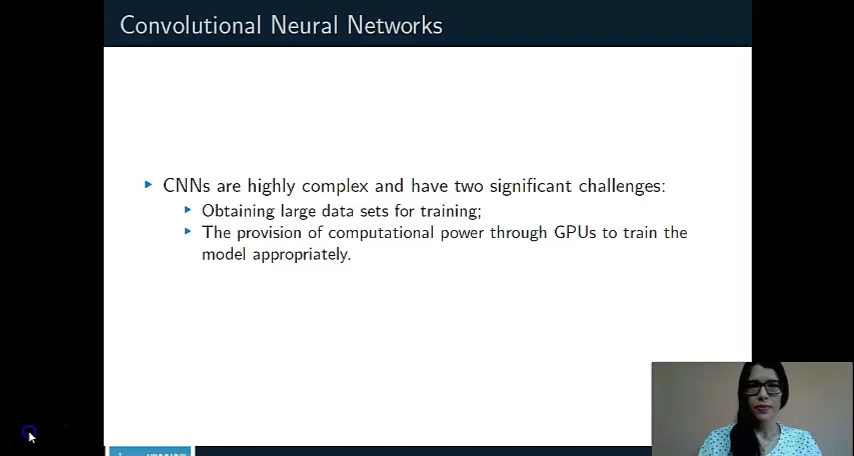 Convolutional Neural Networks
CNNs are highly complex and have two significant challenges:
Obtaining large data sets for training;
The provision of computational power through GPUs to train the
model appropriately.